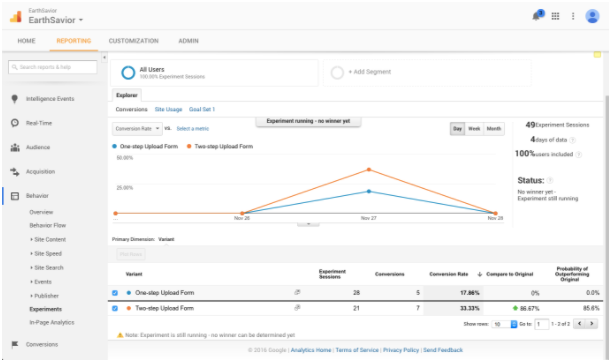 EarthSavior
EarthSavior
HOME REPORTING CUSTOMIZATION ADMIN
Search reports & help
Intelligence Events
Real-Time
Audience
Acquisition
Behavior
Overview
Behavior Flow
Site Content
Site Speed
Site Search
Events
Publisher
Experiments
In-Page Analytics
Conversions
All Users
100.00% Experiment Sessions
+ Add Segment
Explorer
Conversions Site Usage Goal Set 1
Experiment running - no winner yet
Conversion Rate VS. Select a metric
Day Week Month
One-step Upload Form Two-step Upload Form
50.00%
25.00%
...
Nov 26 Nov 27 Nov 28
49 Experiment Sessions
4 days of data
100% users included
Status:
No winner yet -
Experiment still running
Primary Dimension: Variant
Plot Rows
Variant Experiment Sessions Conversions Conversion Rate Compare to Original Probability of Outperforming Original
One-step Upload Form 28 5 17.86% 0% 0.0%
Two-step Upload Form 21 7 33.33% 86.67% 85.6%
Show rows: 10 Go to: 1 1 - 2 of 2
Note: Experiment is still running - no winner can be determined yet
© 2016 Google | Analytics Home | Terms of Service | Privacy Policy | Send Feedback